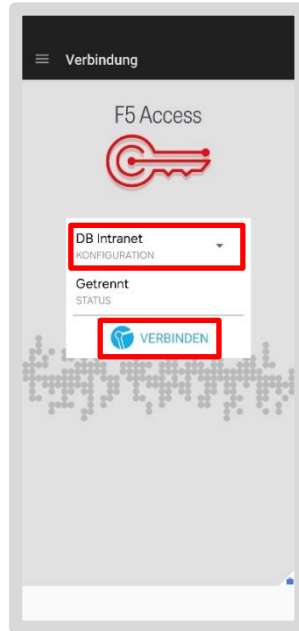 Verbindung
F5 Access
DB Intranet
KONFIGURATION
Getrennt
STATUS
VERBINDEN